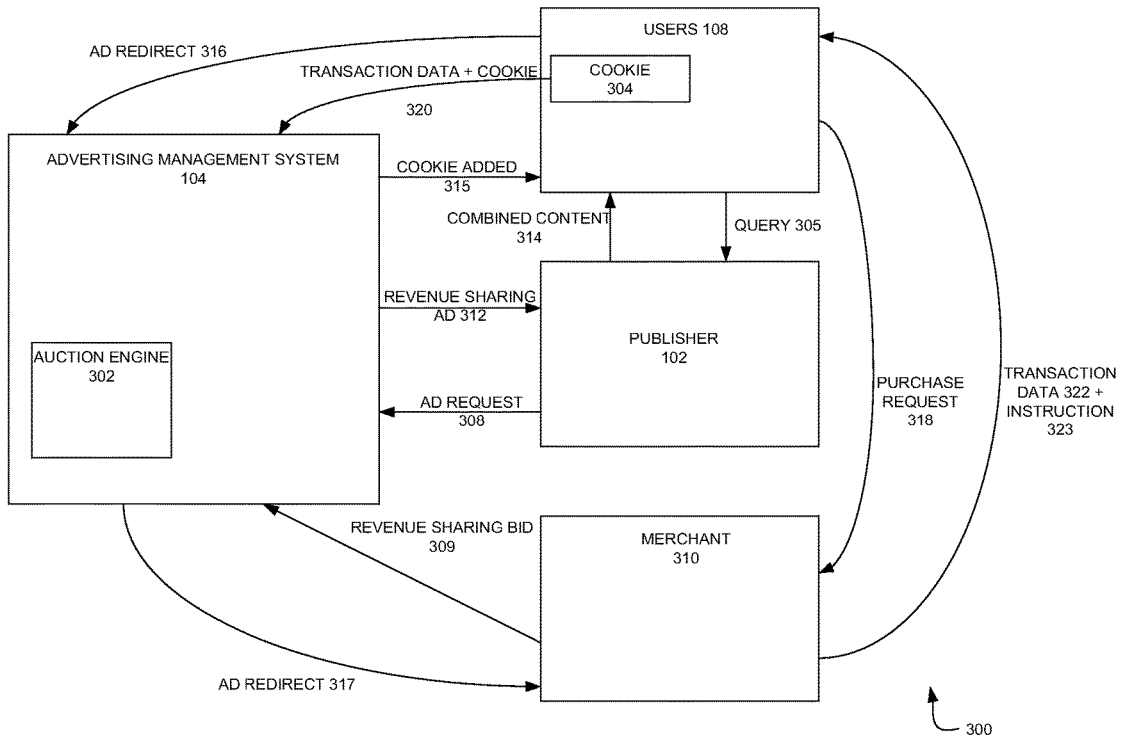 USERS 108
AD REDIRECT 316
TRANSACTION DATA + COOKIE
320
COOKIE
304
ADVERTISING MANAGEMENT SYSTEM
104
COOKIE ADDED
315
COMBINED CONTENT
314
QUERY 305
REVENUE SHARING
AD 312
PUBLISHER
102
AUCTION ENGINE
302
AD REQUEST
308
PURCHASE
REQUEST
318
TRANSACTION
DATA 322 +
INSTRUCTION
323
REVENUE SHARING BID
309
MERCHANT
310
AD REDIRECT 317
300